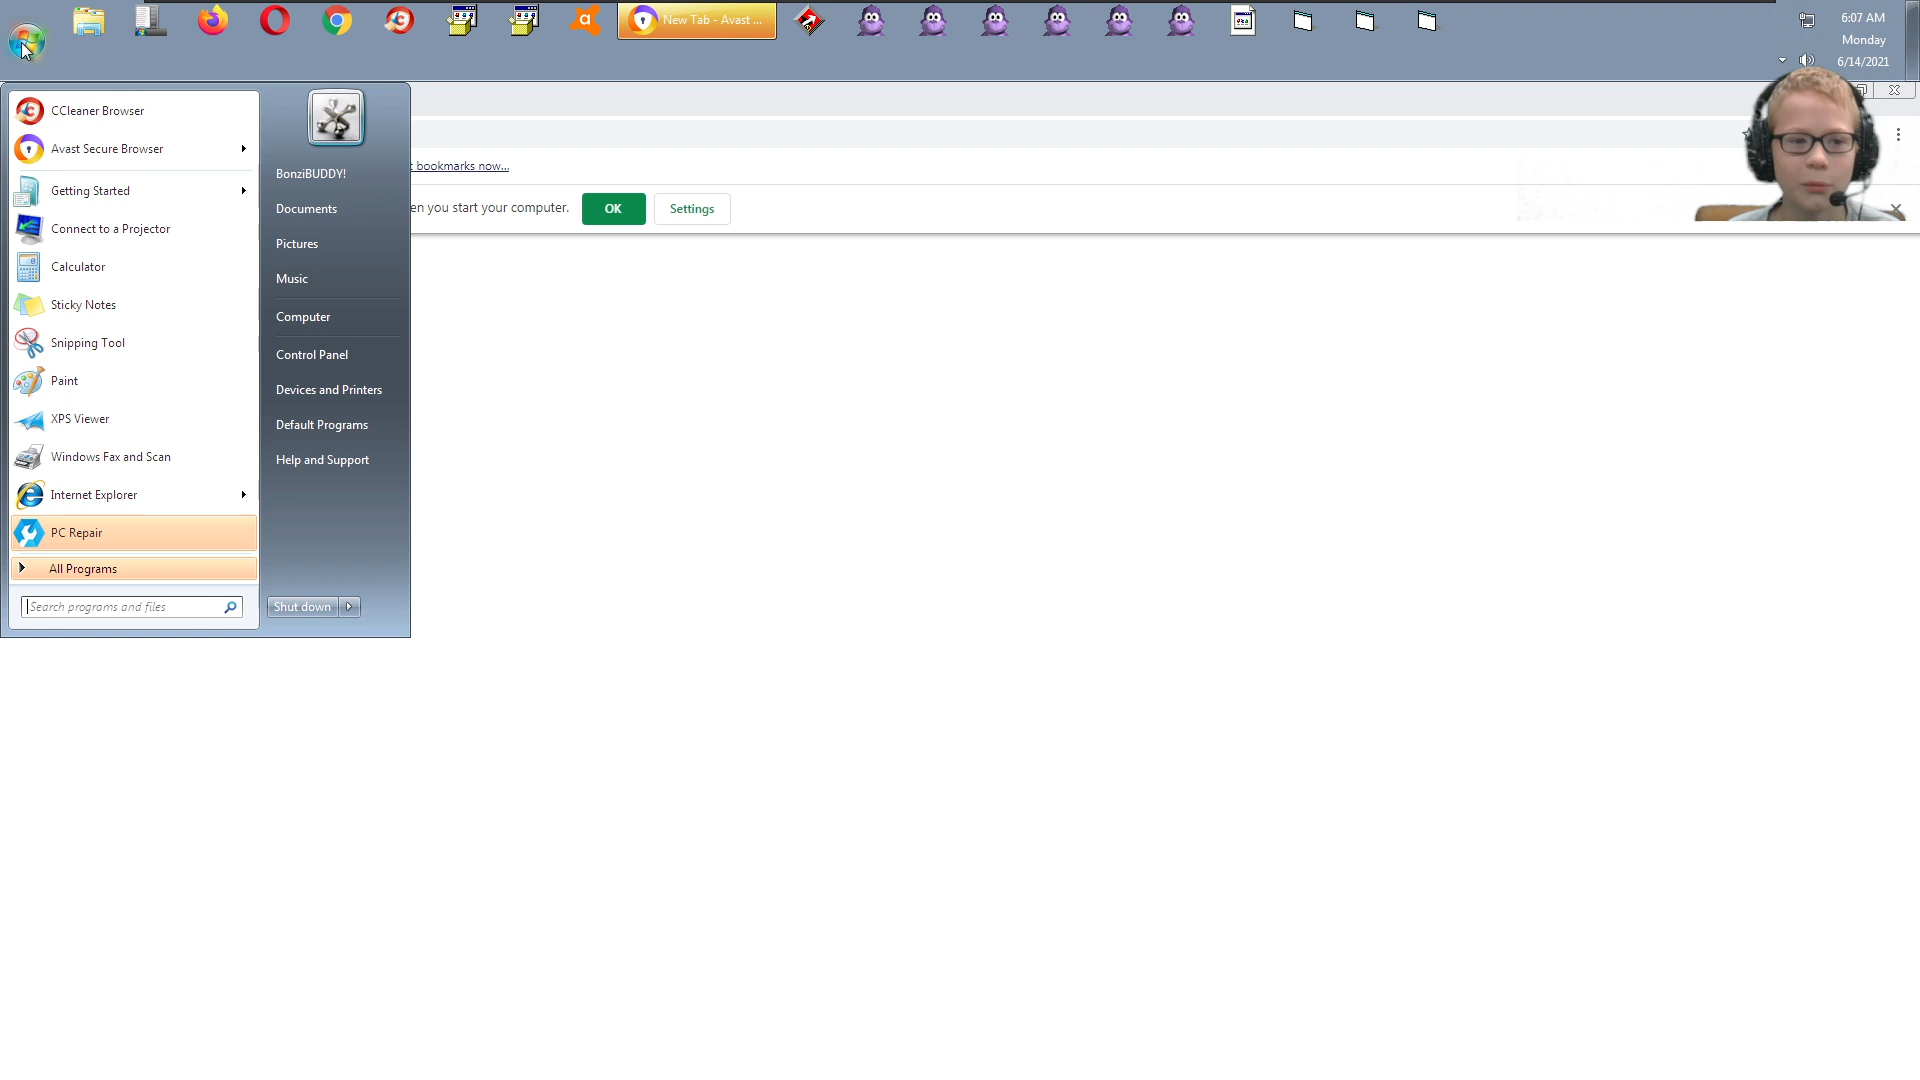 New Tab - Avast ...
6:07 AM
Monday
6/14/2021
CCleaner Browser
Avast Secure Browser
Getting Started
Connect to a Projector
Calculator
Sticky Notes
Snipping Tool
Paint
XPS Viewer
Windows Fax and Scan
Internet Explorer
PC Repair
All Programs
Search programs and files
BonziBUDDY!
Documents
Pictures
Music
Computer
Control Panel
Devices and Printers
Default Programs
Help and Support
Shut down
bookmarks now...
en you start your computer.
OK
Settings